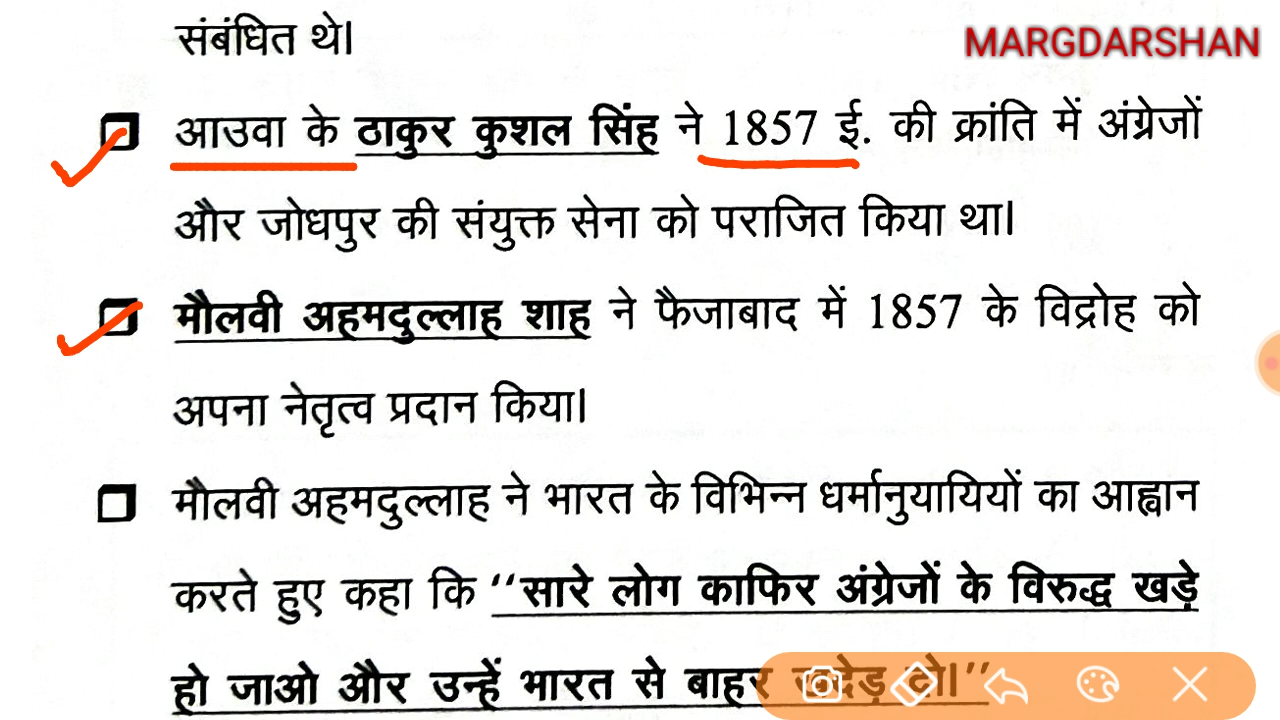 संबंधित थे।
MARGDARSHAN
आउवा के ठाकुर कुशल सिंह ने 1857 ई. की क्रांति में अंग्रेजों
और जोधपुर की संयुक्त सेना को पराजित किया था।
मौलवी अहमदुल्लाह शाह ने फैजाबाद में 1857 के विद्रोह को
अपना नेतृत्व प्रदान किया।
मौलवी अहमदुल्लाह ने भारत के विभिन्न धर्मानुयायियों का आह्वान
करते हुए कहा कि ‘‘सारे लोग काफिर अंग्रेजों के विरुद्ध खड़े
हो जाओ और उन्हें भारत से बाहर खदेड़ दो।’’